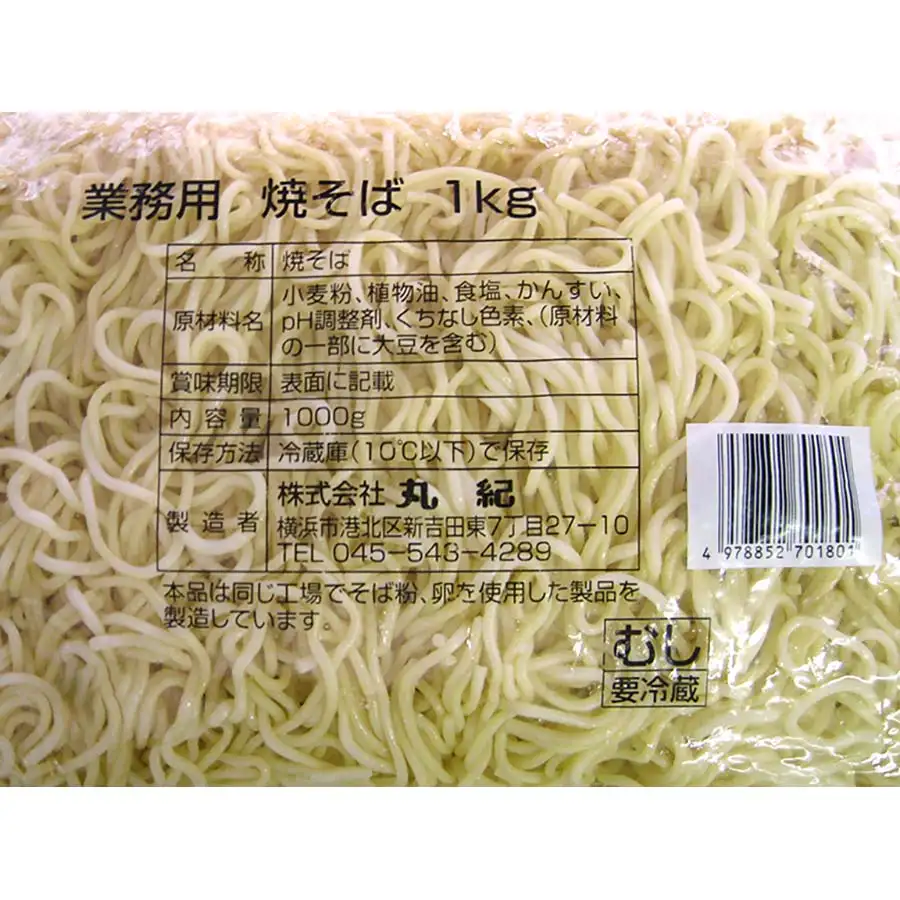 業務用 焼そば 1kg
名称 焼そば
原材料名 小麦粉、植物油、食塩、かんすい、
pH調整剤、くちなし色素、(原材料
の一部に大豆を含む)
賞味期限 表面に記載
内容量 1000g
保存方法 冷蔵庫(10℃以下)で保存
製造者 株式会社 丸紀
横浜市港北区新吉田東7丁目27-10
TEL 045-543-4289
本品は同じ工場でそば粉、卵を使用した製品を
製造しています。
4 978852 701801
むし
要冷蔵